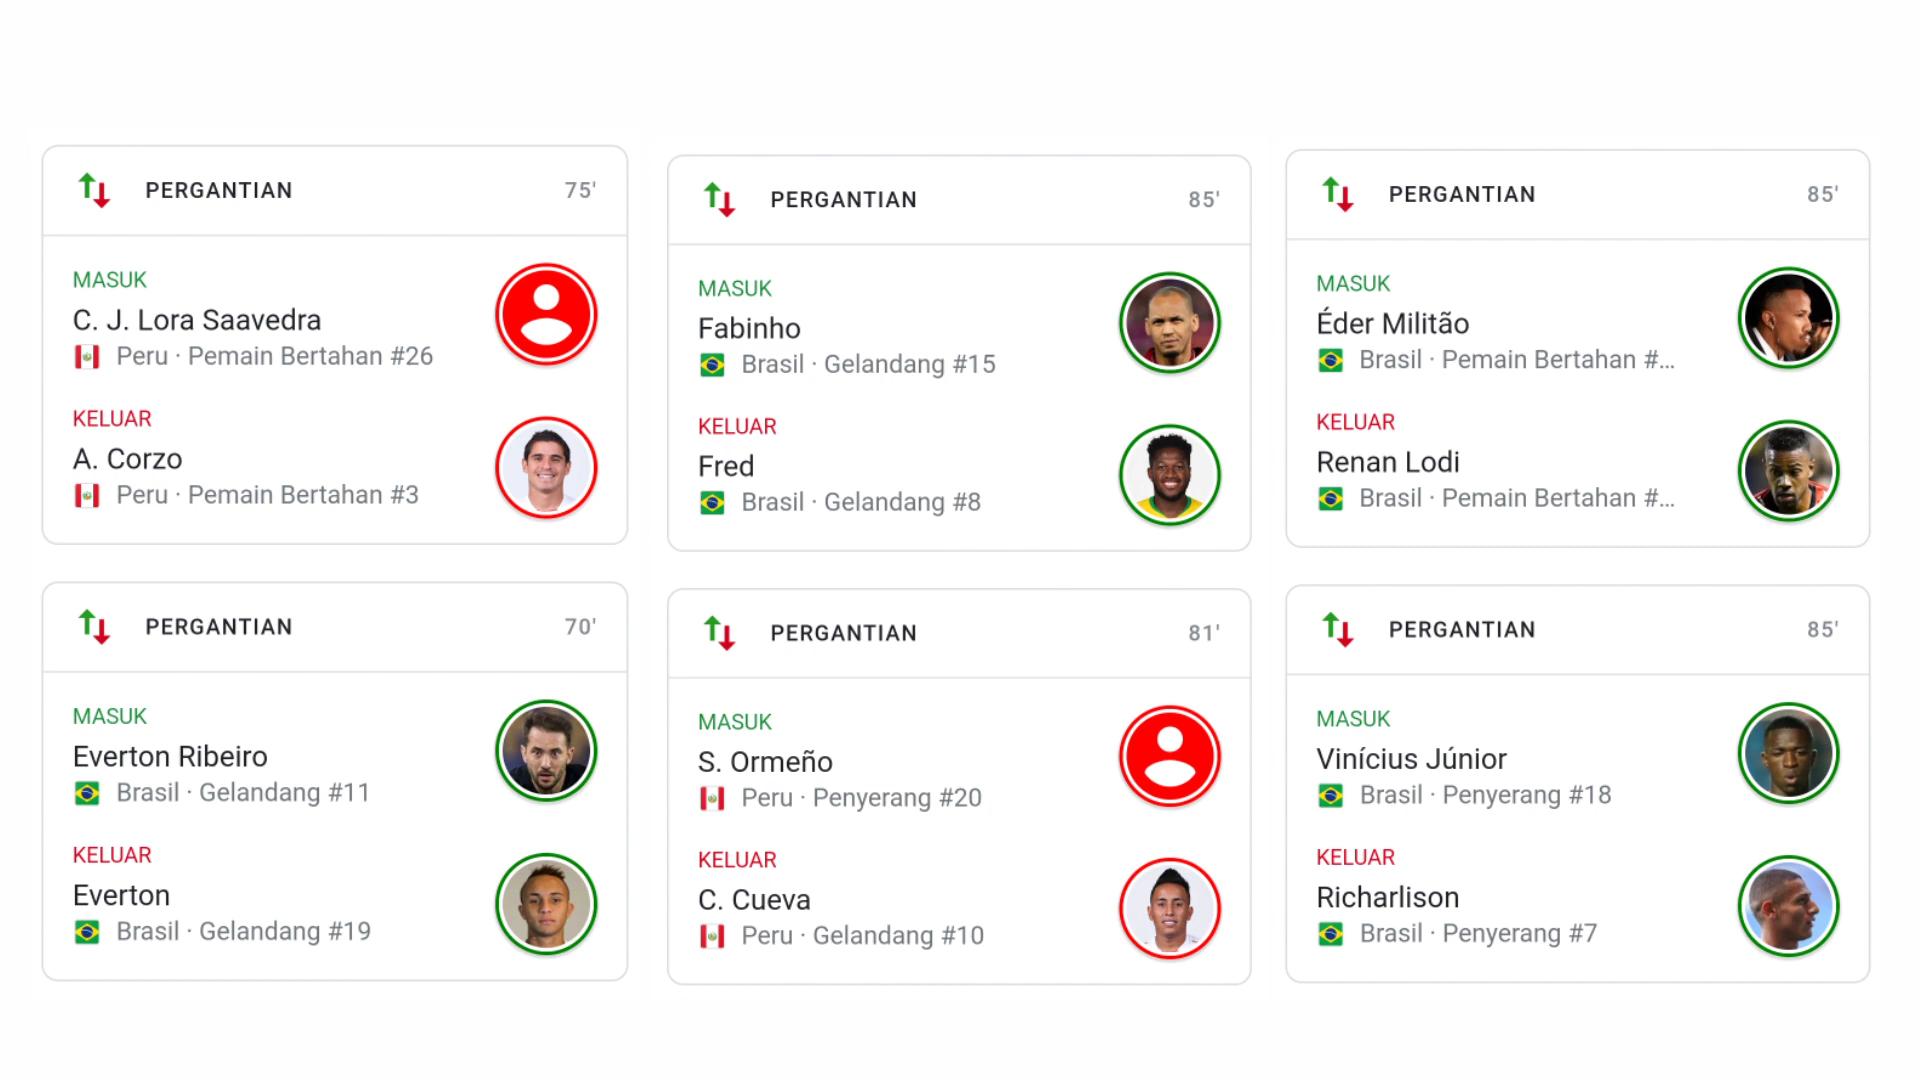 PERGANTIAN 75'
MASUK
C. J. Lora Saavedra
Peru · Pemain Bertahan #26
KELUAR
A. Corzo
Peru · Pemain Bertahan #3
PERGANTIAN 70'
MASUK
Everton Ribeiro
Brasil · Gelandang #11
KELUAR
Everton
Brasil · Gelandang #19
PERGANTIAN 85'
MASUK
Fabinho
Brasil · Gelandang #15
KELUAR
Fred
Brasil · Gelandang #8
PERGANTIAN 81'
MASUK
S. Ormeño
Peru · Penyerang #20
KELUAR
C. Cueva
Peru · Gelandang #10
PERGANTIAN 85'
MASUK
Éder Militão
Brasil · Pemain Bertahan #...
KELUAR
Renan Lodi
Brasil · Pemain Bertahan #...
PERGANTIAN 85'
MASUK
Vinícius Júnior
Brasil · Penyerang #18
KELUAR
Richarlison
Brasil · Penyerang #7